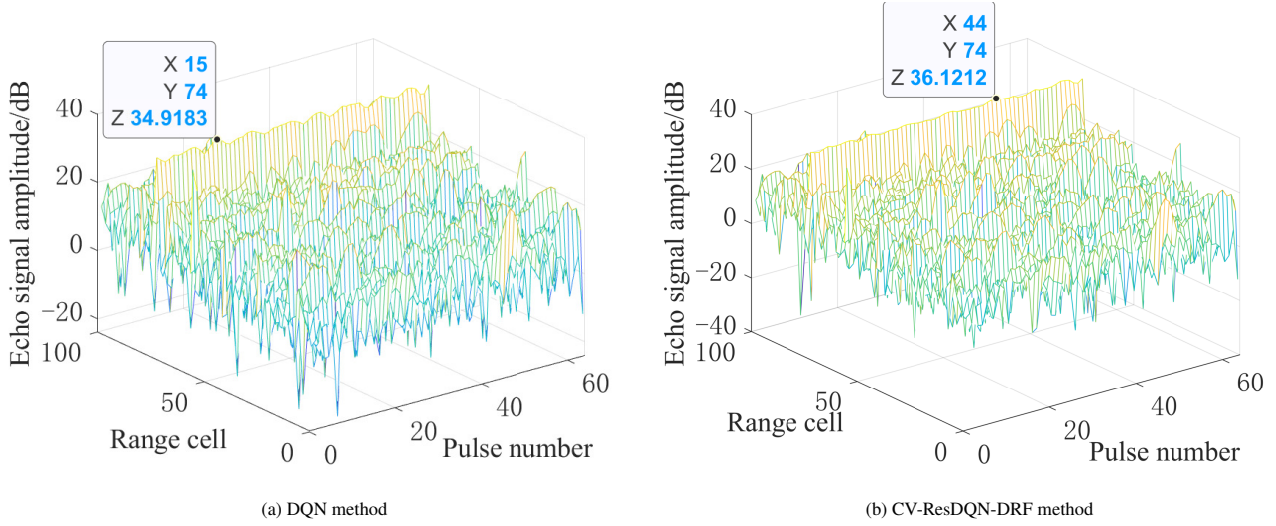 X 15
Y 74
Z 34.9183
Echo signal amplitude/dB
40
20
0
−20
100
50
0
Range cell
0
20
40
60
Pulse number
(a) DQN method
X 44
Y 74
Z 36.1212
Echo signal amplitude/dB
40
20
0
−20
−40
100
50
0
Range cell
0
20
40
60
Pulse number
(b) CV-ResDQN-DRF method